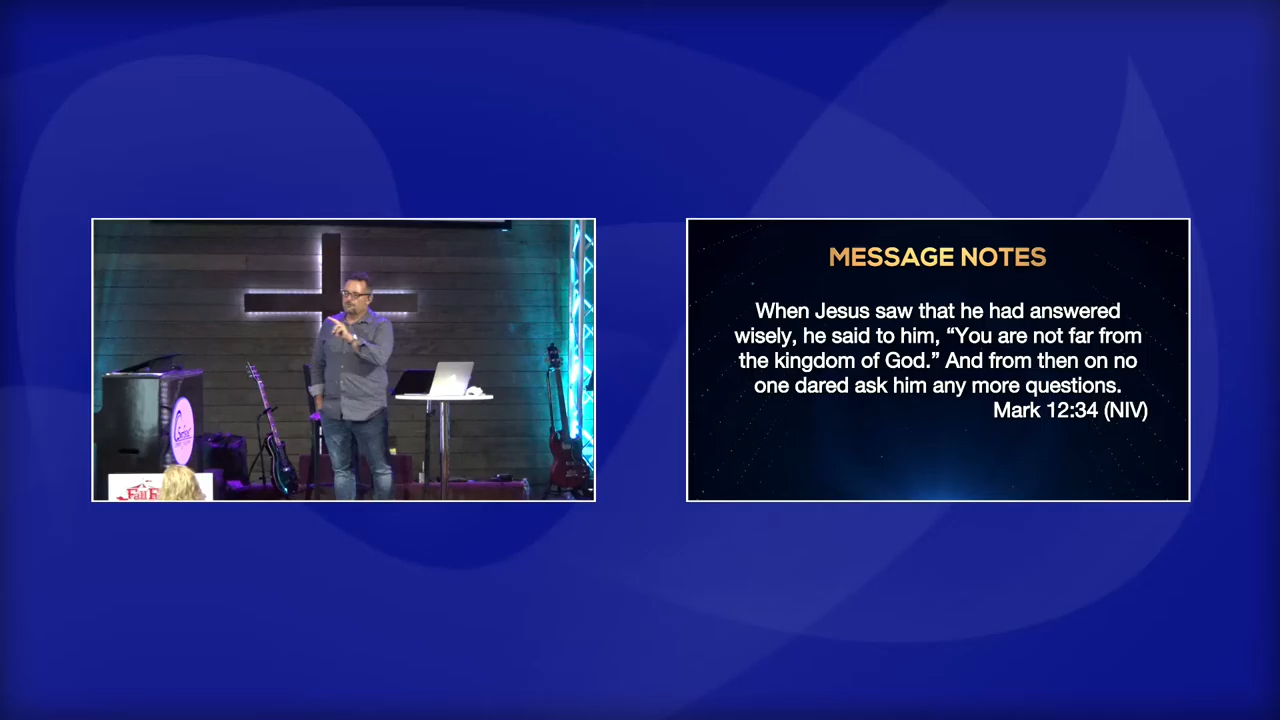 MESSAGE NOTES
When Jesus saw that he had answered
wisely, he said to him, “You are not far from
the kingdom of God.” And from then on no
one dared ask him any more questions.
Mark 12:34 (NIV)
Fall F